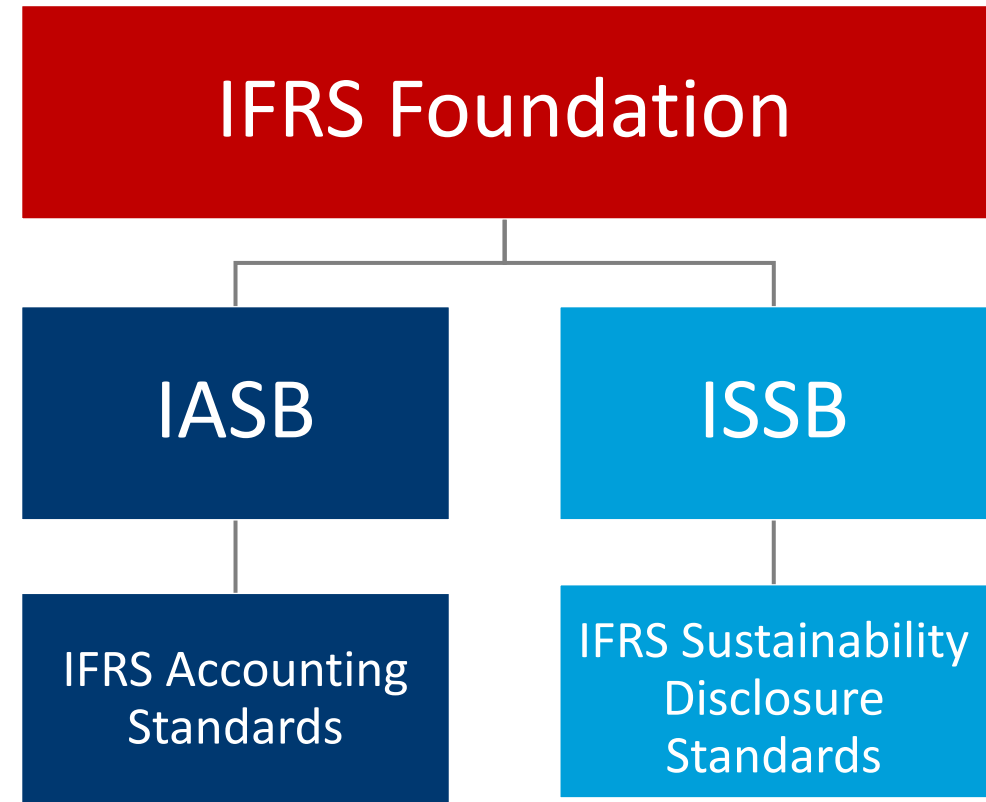 IFRS Foundation
IASB
ISSB
IFRS Accounting
Standards
IFRS Sustainability
Disclosure
Standards